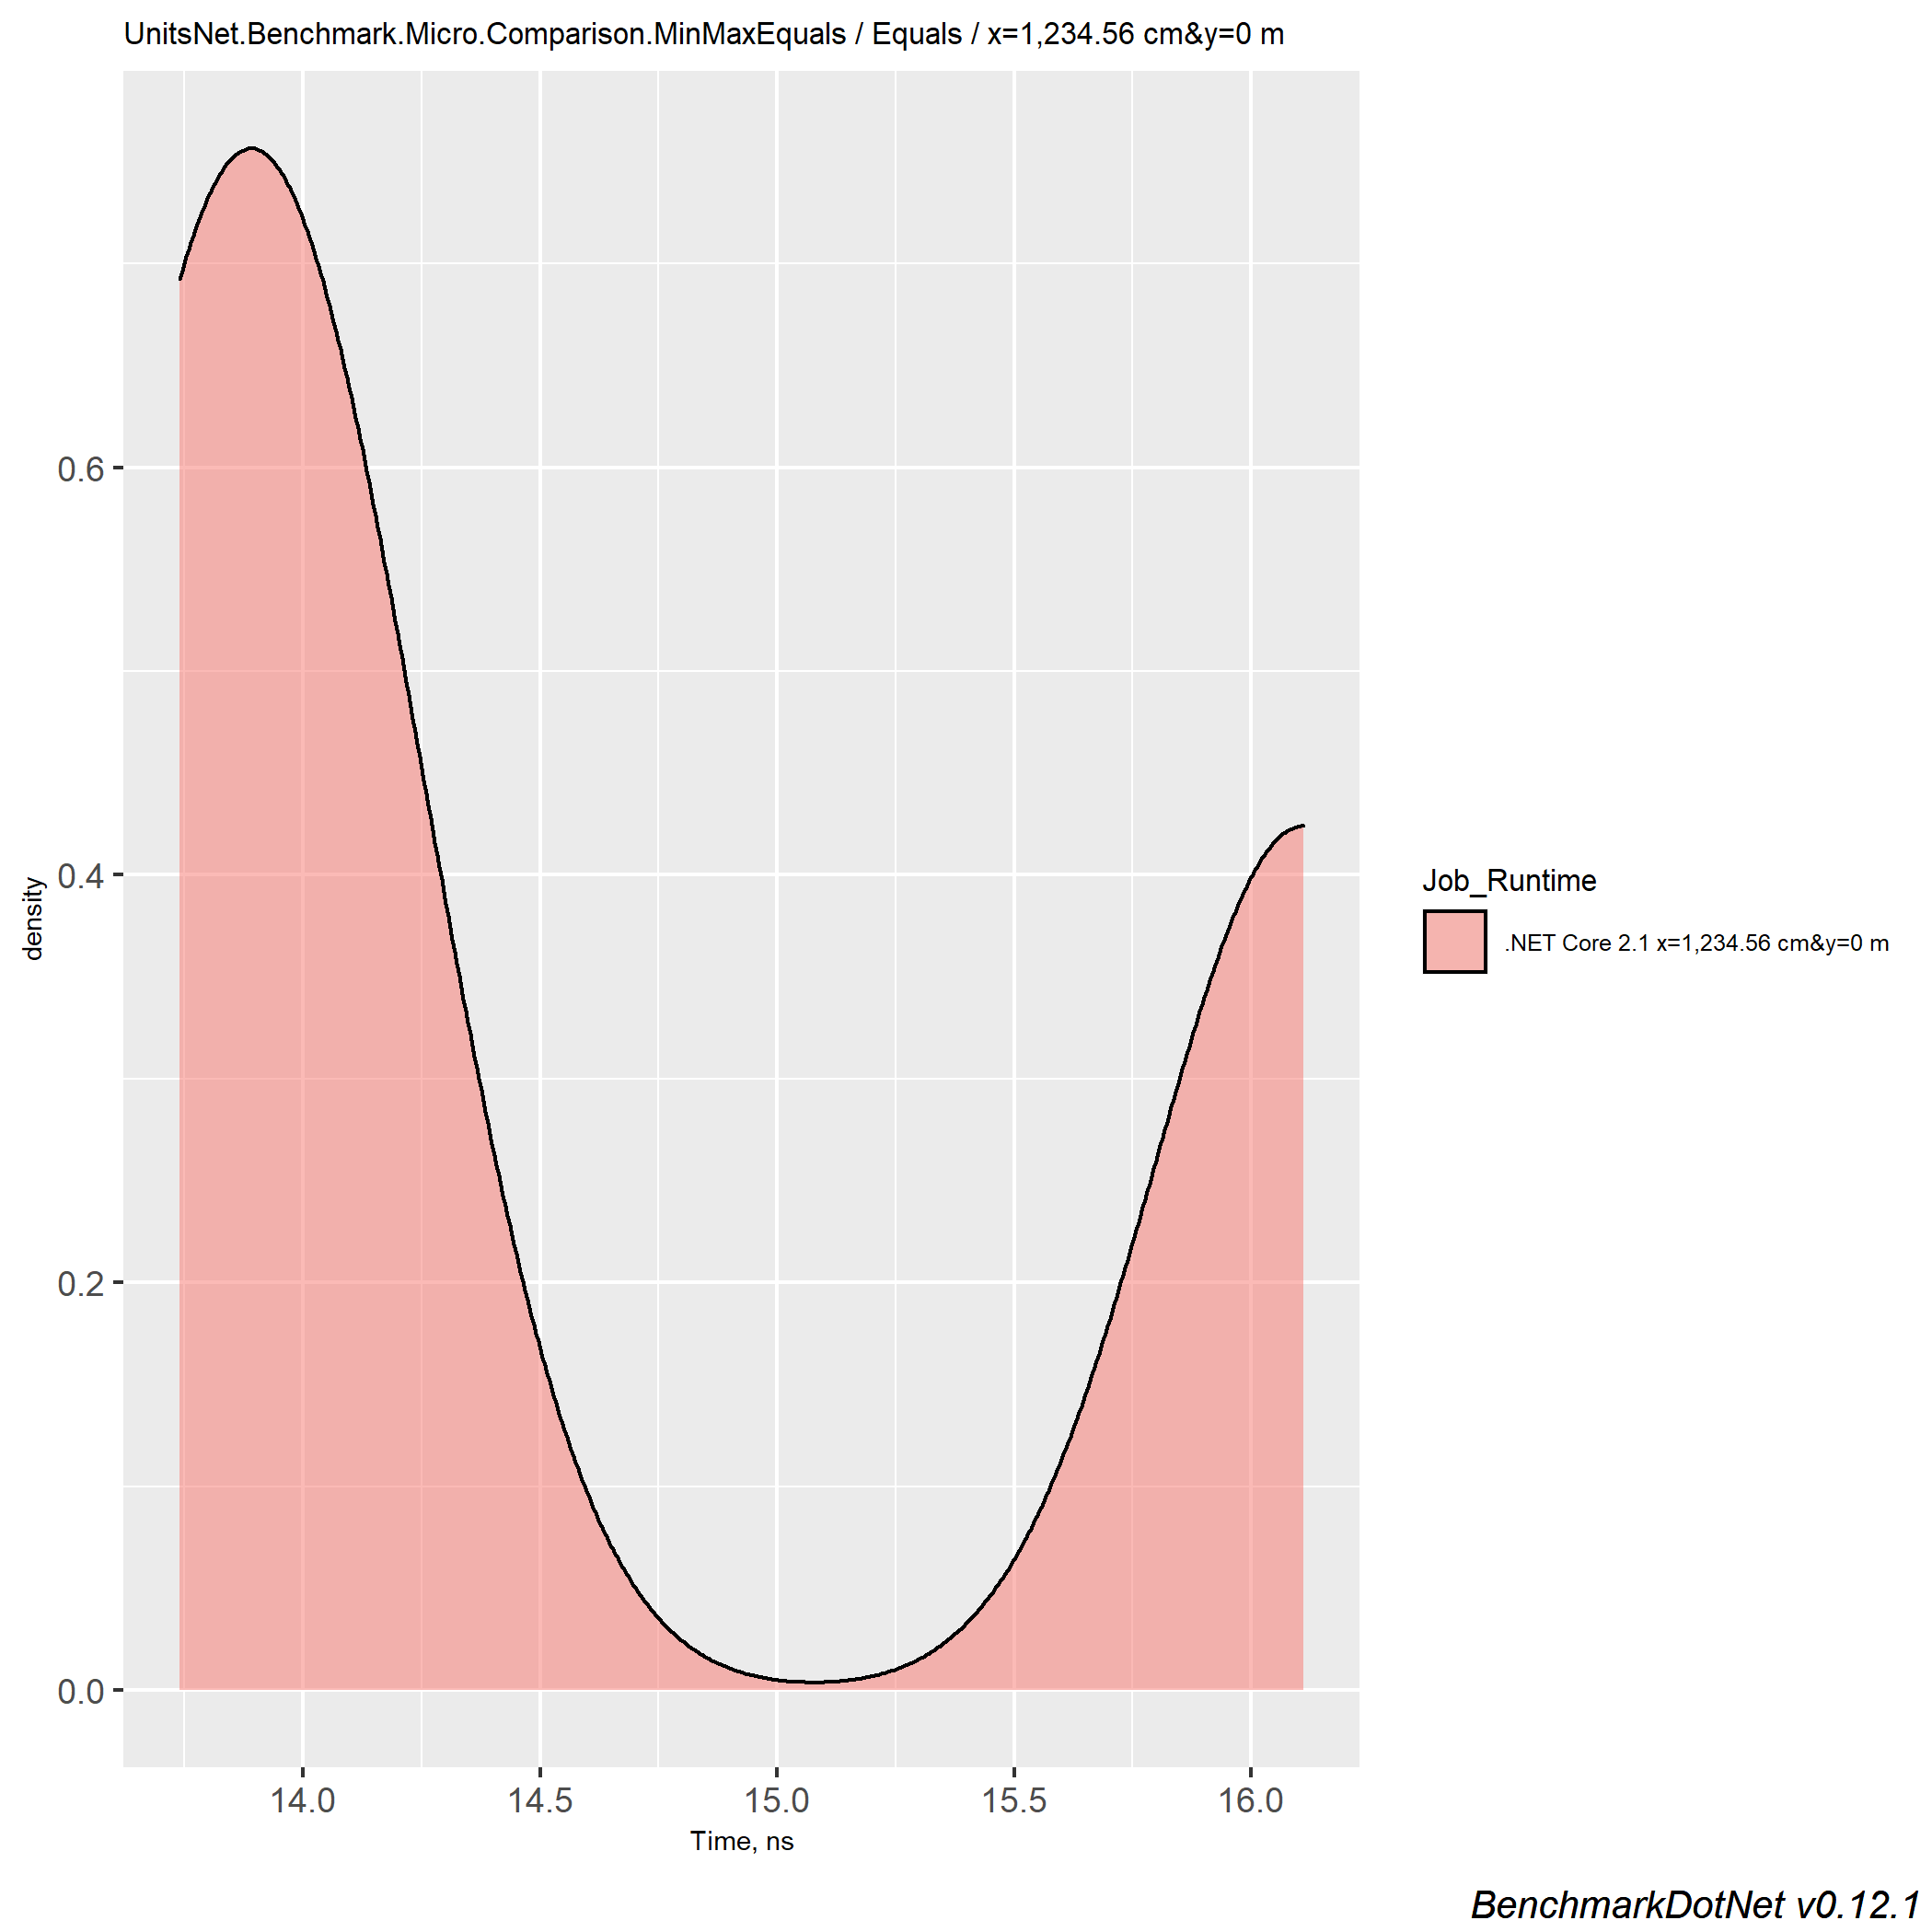 UnitsNet.Benchmark.Micro.Comparison.MinMaxEquals / Equals / x=1,234.56 cm&y=0 m
0.6
0.4
0.2
0.0
density
14.0 14.5 15.0 15.5 16.0
Time, ns
Job_Runtime
.NET Core 2.1 x=1,234.56 cm&y=0 m
BenchmarkDotNet v0.12.1